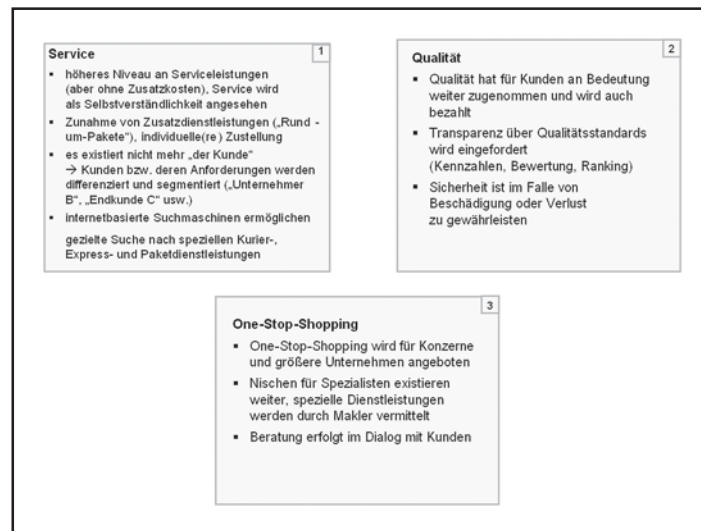 Service
1
▪ höheres Niveau an Serviceleistungen
(aber ohne Zusatzkosten), Service wird
als Selbstverständlichkeit angesehen
▪ Zunahme von Zusatzdienstleistungen („Rund -
um-Pakete“), individuelle(re) Zustellung
▪ es existiert nicht mehr „der Kunde“
→ Kunden bzw. deren Anforderungen werden
differenziert und segmentiert („Unternehmer
B“, „Endkunde C“ usw.)
▪ internetbasierte Suchmaschinen ermöglichen
gezielte Suche nach speziellen Kurier-,
Express- und Paketdienstleistungen
2
Qualität
▪ Qualität hat für Kunden an Bedeutung
weiter zugenommen und wird auch
bezahlt
▪ Transparenz über Qualitätsstandards
wird eingefordert
(Kennzahlen, Bewertung, Ranking)
▪ Sicherheit ist im Falle von
Beschädigung oder Verlust
zu gewährleisten
3
One-Stop-Shopping
▪ One-Stop-Shopping wird für Konzerne
und größere Unternehmen angeboten
▪ Nischen für Spezialisten existieren
weiter, spezielle Dienstleistungen
werden durch Makler vermittelt
▪ Beratung erfolgt im Dialog mit Kunden